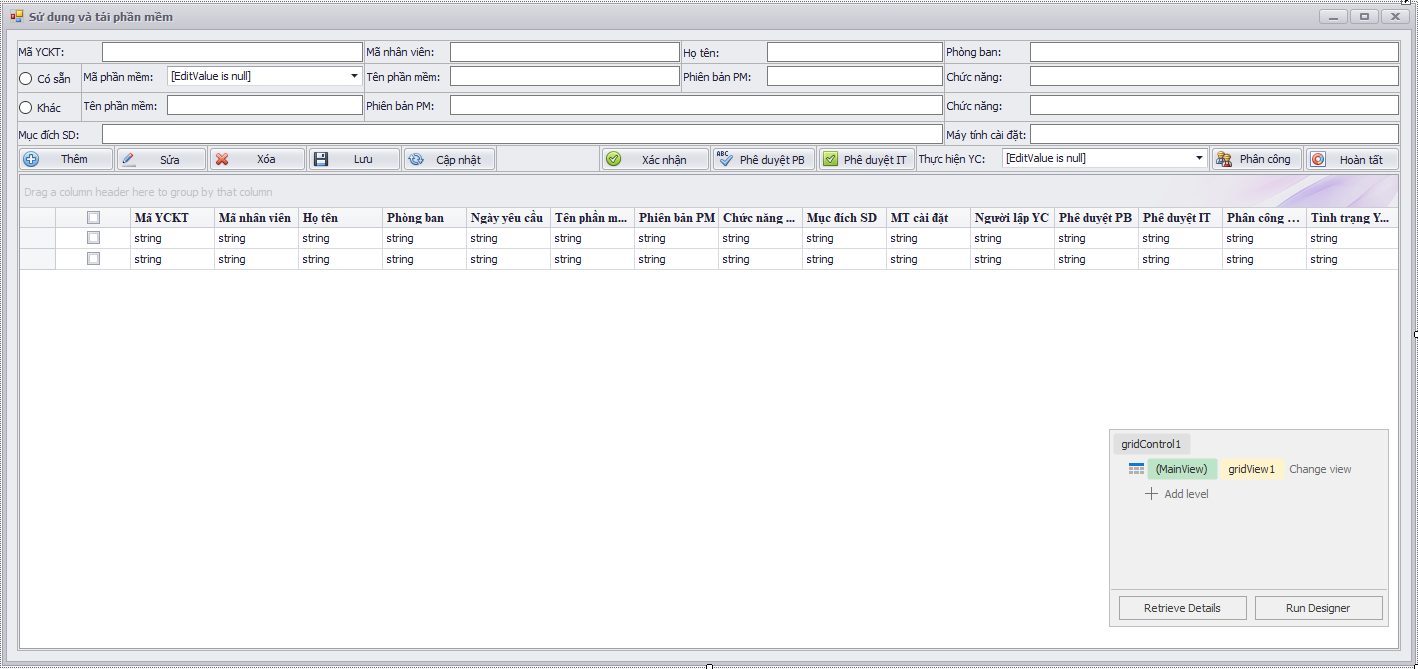 Sử dụng và tải phần mềm
Mã YCKT: Mã nhân viên: Họ tên: Phòng ban:
Có sẵn Mã phần mềm: [EditValue is null] Tên phần mềm: Phiên bản PM: Chức năng:
Khác Tên phần mềm: Phiên bản PM: Chức năng:
Mục đích SD: Máy tính cài đặt:
Thêm Sửa Xóa Lưu Cập nhật Xác nhận ABC Phê duyệt PB Phê duyệt IT Thực hiện YC: [EditValue is null] Phân công Hoàn tất
Drag a column header here to group by that column
Mã YCKT Mã nhân viên Họ tên Phòng ban Ngày yêu cầu Tên phần m... Phiên bản PM Chức năng ... Mục đích SD MT cài đặt Người lập YC Phê duyệt PB Phê duyệt IT Phân công ... Tình trạng Y...
string string string string string string string string string string string string string string string
string string string string string string string string string string string string string string string
gridControl1
(MainView) gridView1 Change view
Add level
Retrieve Details Run Designer